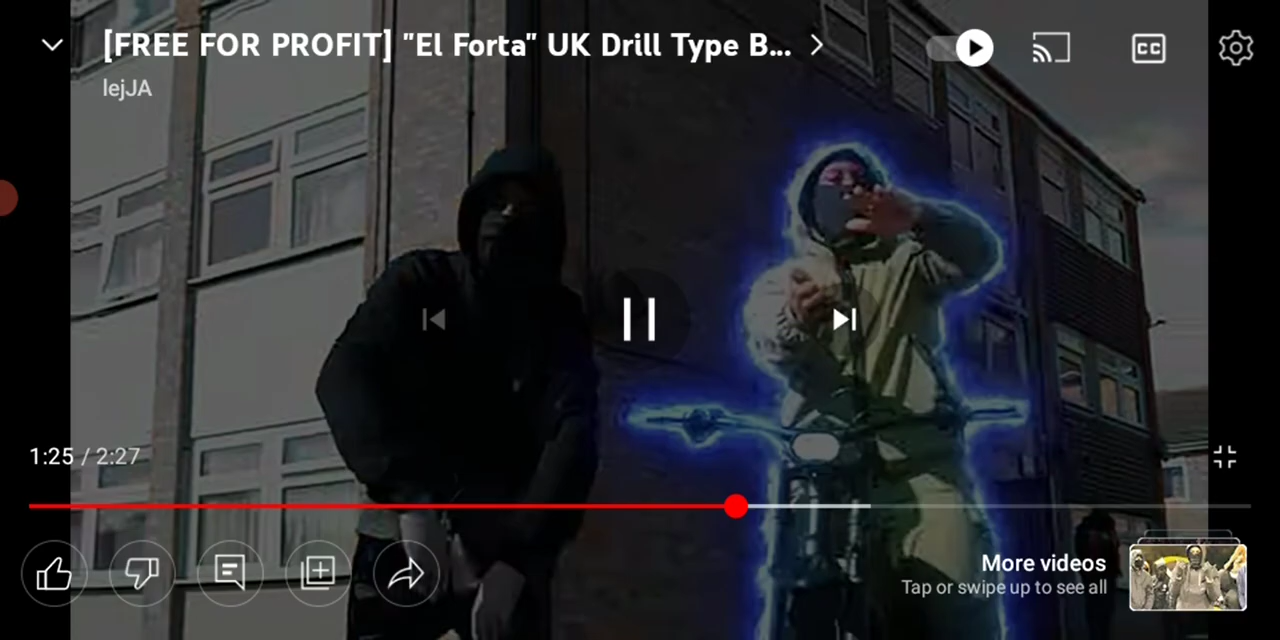 [FREE FOR PROFIT] "El Forta" UK Drill Type B...
lejJA
CC
1:25 / 2:27
More videos
Tap or swipe up to see all